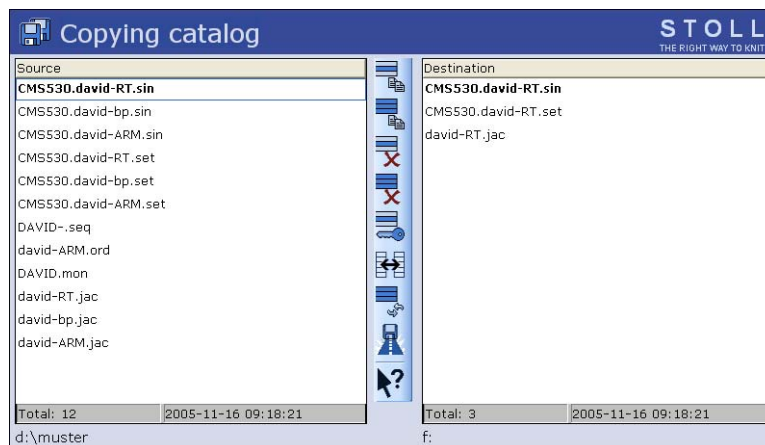 Copying catalog
STOLL
THE RIGHT WAY TO KNIT
Source
CMS530.david-RT.sin
CMS530.david-bp.sin
CMS530.david-ARM.sin
CMS530.david-RT.set
CMS530.david-bp.set
CMS530.david-ARM.set
DAVID-.seq
david-ARM.ord
DAVID.mon
david-RT.jac
david-bp.jac
david-ARM.jac
Total: 12 2005-11-16 09:18:21
d:\muster
Destination
CMS530.david-RT.sin
CMS530.david-RT.set
david-RT.jac
Total: 3 2005-11-16 09:18:21
f:
?